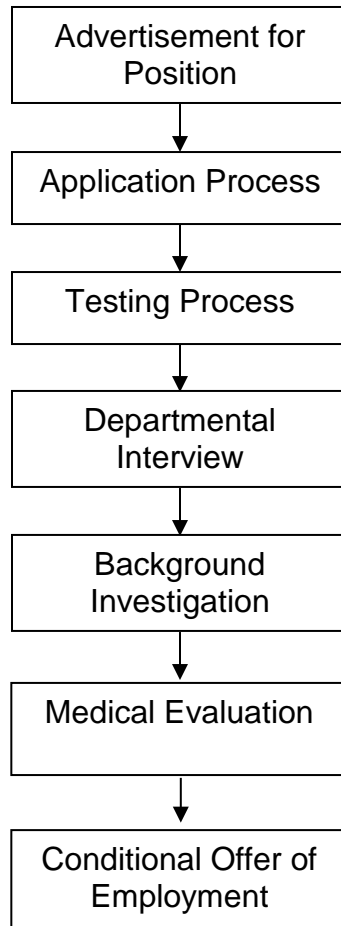 Advertisement for
Position
Application Process
Testing Process
Departmental
Interview
Background
Investigation
Medical Evaluation
Conditional Offer of
Employment